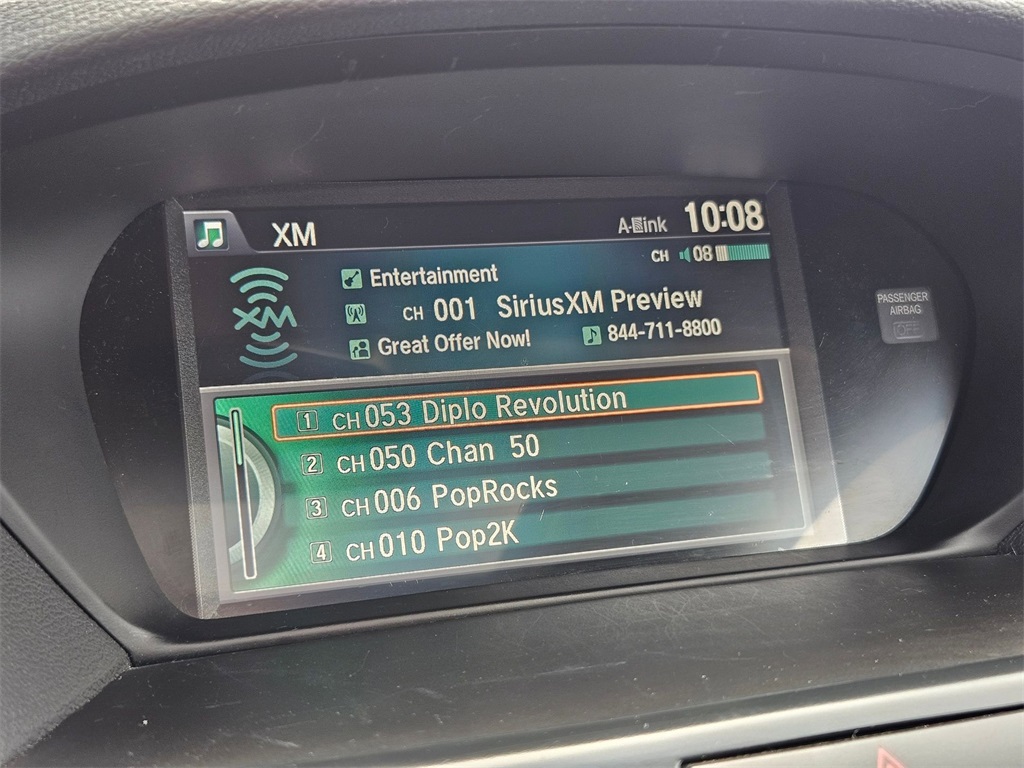 XM
A-Link 10:08
CH 08
XM
Entertainment
CH 001 SiriusXM Preview
Great Offer Now! 844-711-8800
PASSENGER
AIRBAG
OFF
1 CH 053 Diplo Revolution
2 CH 050 Chan 50
3 CH 006 PopRocks
4 CH 010 Pop2K